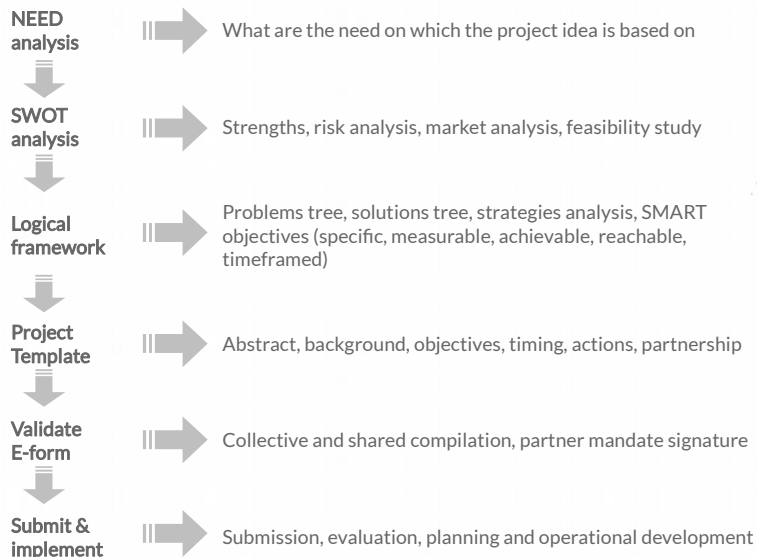 NEED
analysis
What are the need on which the project idea is based on
SWOT
analysis
Strengths, risk analysis, market analysis, feasibility study
Logical
framework
Problems tree, solutions tree, strategies analysis, SMART
objectives (specific, measurable, achievable, reachable,
timeframed)
Project
Template
Abstract, background, objectives, timing, actions, partnership
Validate
E-form
Collective and shared compilation, partner mandate signature
Submit &
implement
Submission, evaluation, planning and operational development